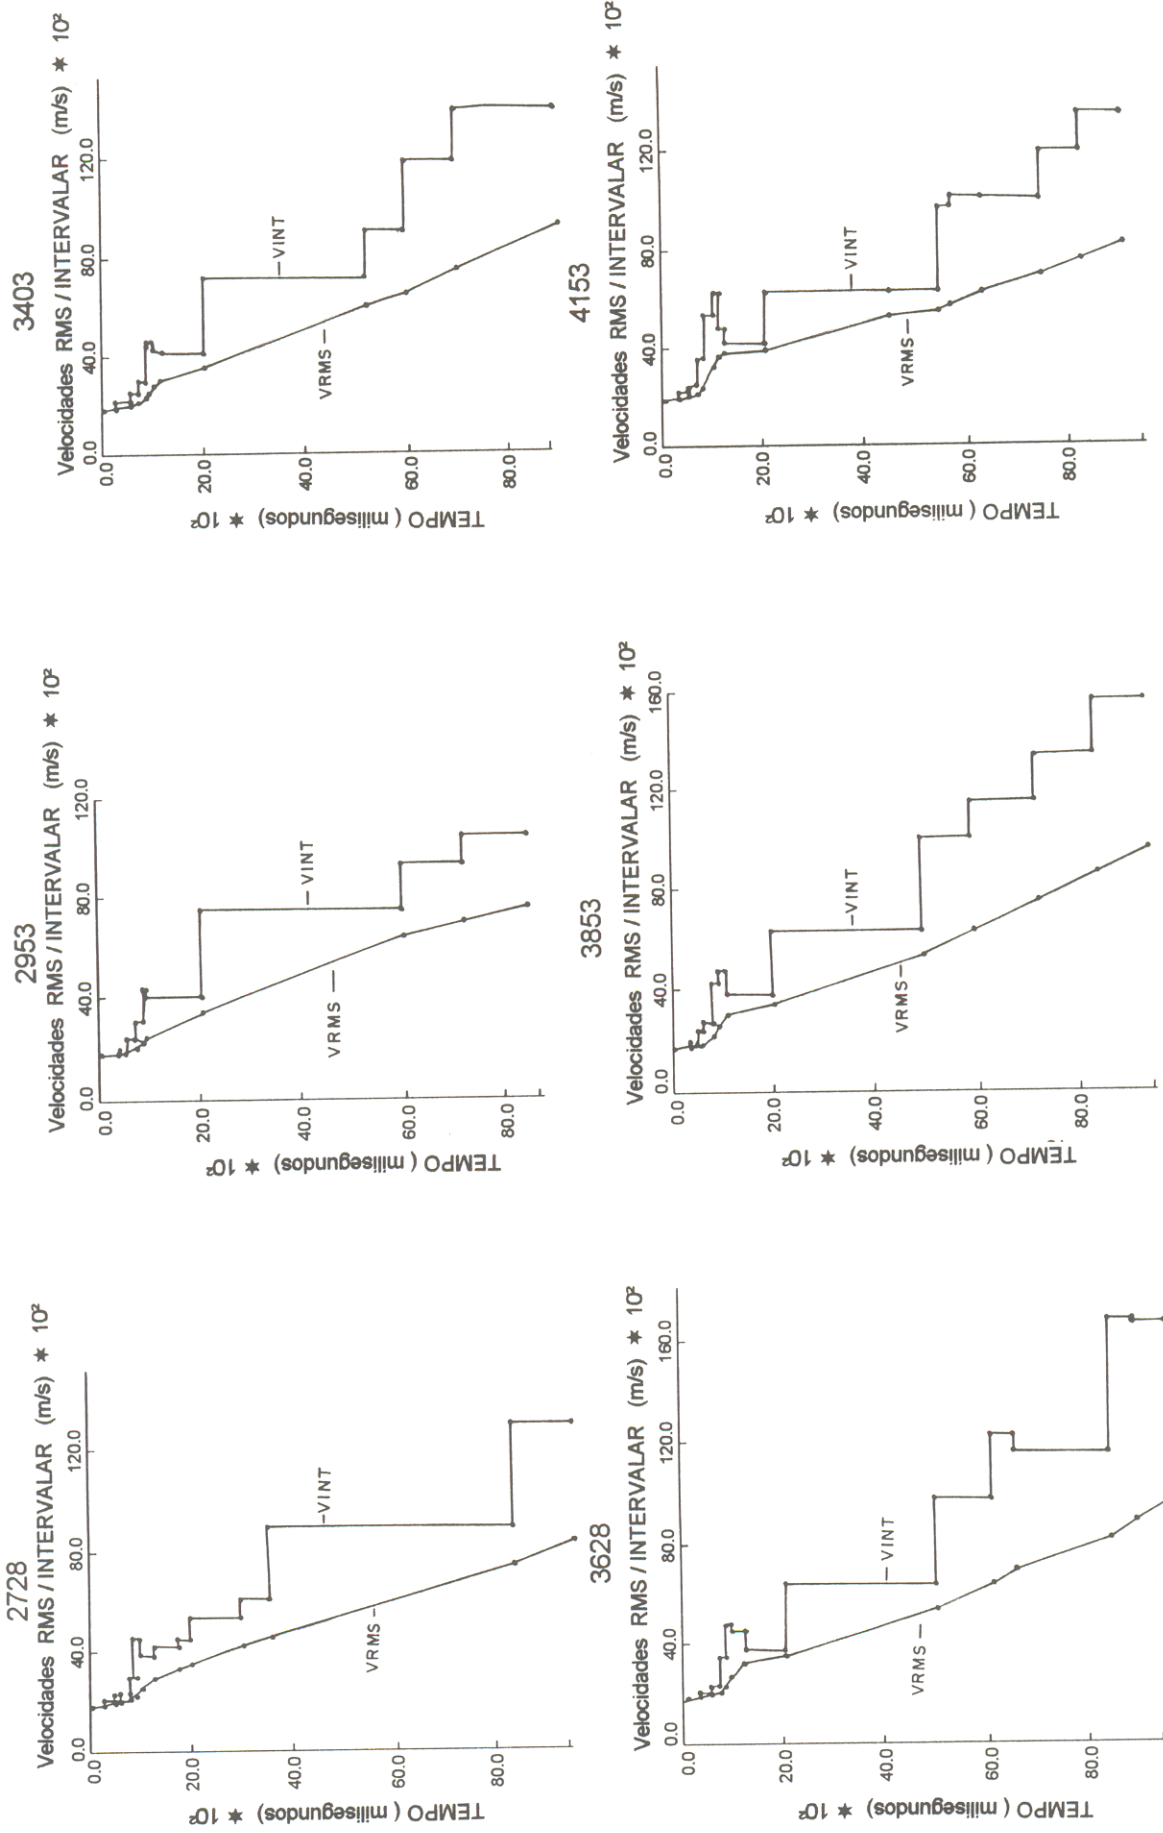 2728
Velocidades RMS / INTERVALAR (m/s) * 10²
0.0 40.0 80.0 120.0
0.0
20.0
40.0
60.0
80.0
TEMPO ( milisegundos) * 10²
VINT
VRMS
2953
Velocidades RMS / INTERVALAR (m/s) * 10²
0.0 40.0 80.0 120.0
0.0
20.0
40.0
60.0
80.0
TEMPO ( milisegundos) * 10²
VINT
VRMS
3403
Velocidades RMS / INTERVALAR (m/s) * 10²
0.0 40.0 80.0 120.0
0.0
20.0
40.0
60.0
80.0
TEMPO ( milisegundos) * 10²
VINT
VRMS
3628
Velocidades RMS / INTERVALAR (m/s) * 10²
0.0 40.0 80.0 120.0 160.0
0.0
20.0
40.0
60.0
80.0
TEMPO ( milisegundos) * 10²
VINT
VRMS
3853
Velocidades RMS / INTERVALAR (m/s) * 10²
0.0 40.0 80.0 120.0 160.0
0.0
20.0
40.0
60.0
80.0
TEMPO ( milisegundos) * 10²
VINT
VRMS
4153
Velocidades RMS / INTERVALAR (m/s) * 10²
0.0 40.0 80.0 120.0
0.0
20.0
40.0
60.0
80.0
TEMPO ( milisegundos) * 10²
VINT
VRMS